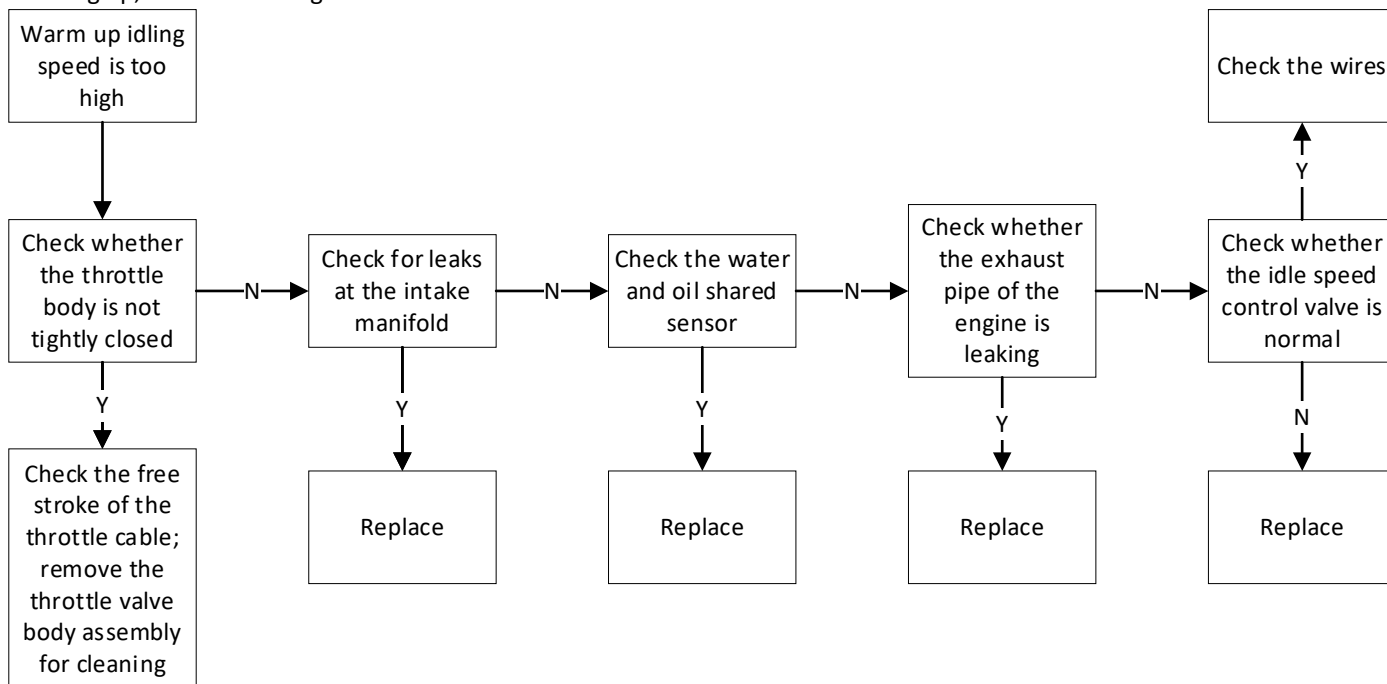 Warm up idling
speed is too
high
Check the wires
Check whether
the throttle
body is not
tightly closed
N
Check for leaks
at the intake
manifold
N
Check the water
and oil shared
sensor
N
Check whether
the exhaust
pipe of the
engine is
leaking
N
Check whether
the idle speed
control valve is
normal
Y
Y
Y
Y
Y
N
Check the free
stroke of the
throttle cable;
remove the
throttle valve
body assembly
for cleaning
Replace
Replace
Replace
Replace